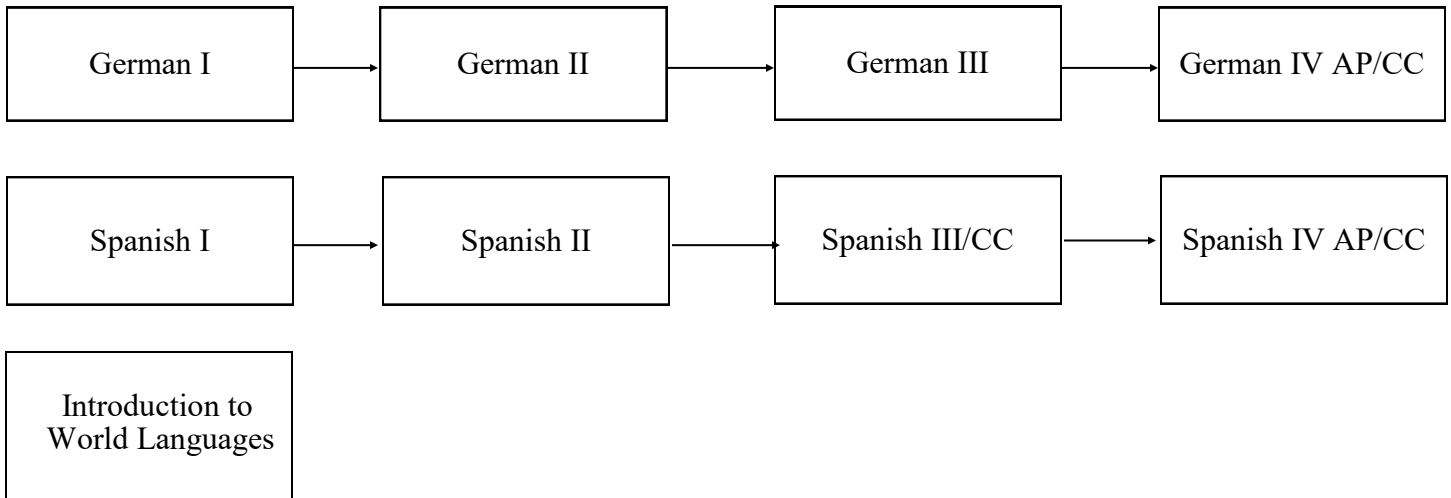 German I
German II
German III
German IV AP/CC
Spanish I
Spanish II
Spanish III/CC
Spanish IV AP/CC
Introduction to
World Languages